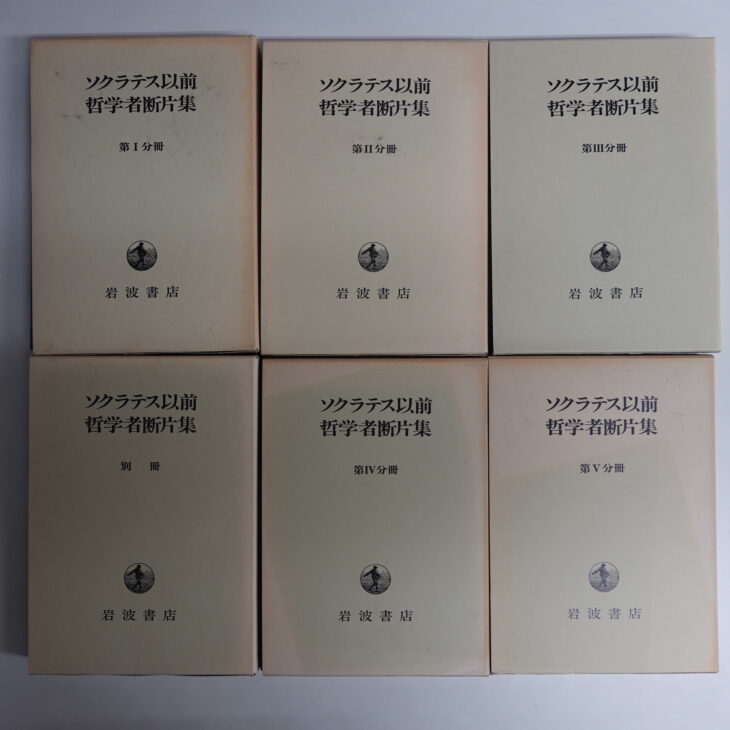 ソクラテス以前
哲学者断片集
第Ⅰ分冊
岩波書店
ソクラテス以前
哲学者断片集
第Ⅱ分冊
岩波書店
ソクラテス以前
哲学者断片集
第Ⅲ分冊
岩波書店
ソクラテス以前
哲学者断片集
別 冊
岩波書店
ソクラテス以前
哲学者断片集
第Ⅳ分冊
岩波書店
ソクラテス以前
哲学者断片集
第Ⅴ分冊
岩波書店